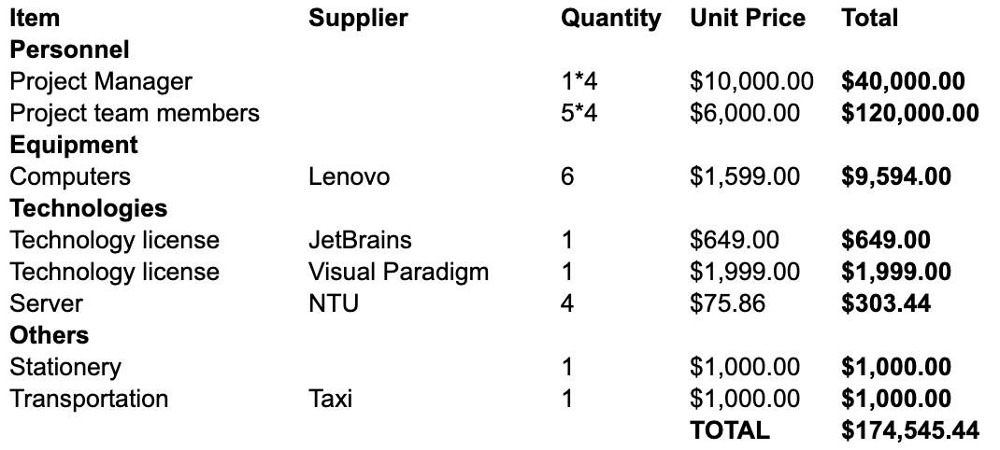 Item Supplier Quantity Unit Price Total
Personnel
Project Manager 1*4 $10,000.00 $40,000.00
Project team members 5*4 $6,000.00 $120,000.00
Equipment
Computers Lenovo 6 $1,599.00 $9,594.00
Technologies
Technology license JetBrains 1 $649.00 $649.00
Technology license Visual Paradigm 1 $1,999.00 $1,999.00
Server NTU 4 $75.86 $303.44
Others
Stationery 1 $1,000.00 $1,000.00
Transportation Taxi 1 $1,000.00 $1,000.00
TOTAL $174,545.44